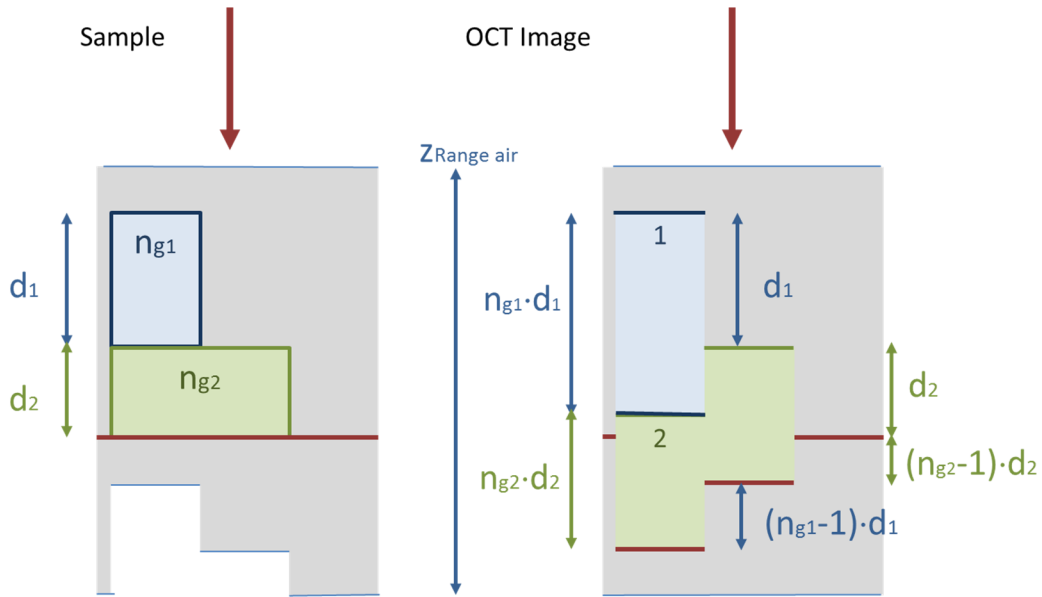 Sample
OCT Image
zRange air
ng1
d1
ng2
d2
1
ng1·d1
d1
2
ng2·d2
d2
(ng2-1)·d2
(ng1-1)·d1